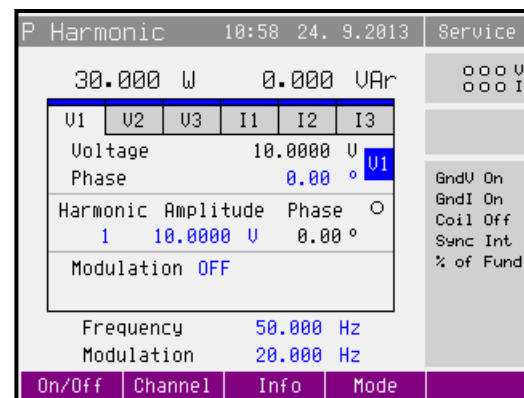 P Harmonic 10:58 24. 9.2013 Service
30.000 W 0.000 VAr
ooo V
ooo I
V1 V2 V3 I1 I2 I3
Voltage 10.0000 V
V1
Phase 0.00 °
Harmonic Amplitude Phase
1 10.0000 V 0.00 °
Modulation OFF
Frequency 50.000 Hz
Modulation 20.000 Hz
GndV On
GndI On
Coil Off
Sync Int
% of Fund
On/Off Channel Info Mode